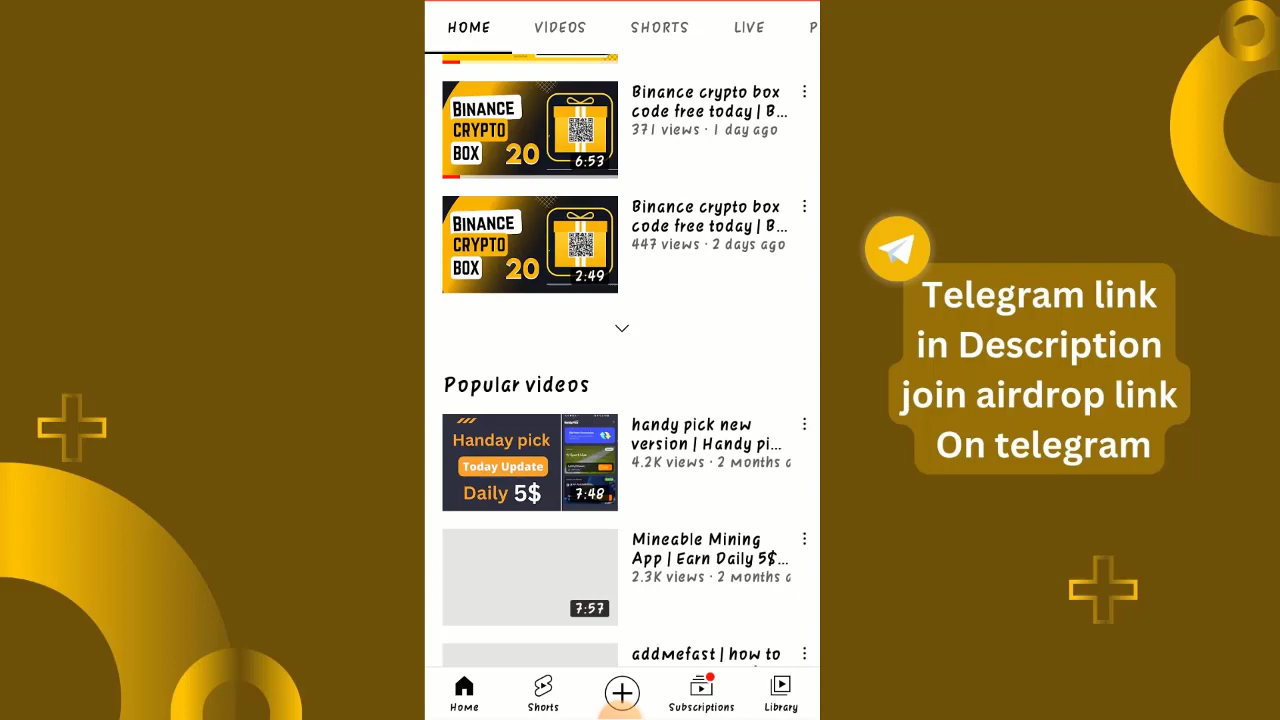 HOME VIDEOS SHORTS LIVE P
BINANCE
CRYPTO
BOX 20
6:53
Binance crypto box
code free today | B...
371 views · 1 day ago
BINANCE
CRYPTO
BOX 20
2:49
Binance crypto box
code free today | B...
447 views · 2 days ago
Popular videos
Handay pick
Today Update
Daily 5$
7:48
handy pick new
version | Handy pi...
4.2K views · 2 months a
7:57
Mineable Mining
App | Earn Daily 5$...
2.3K views · 2 months a
addmefast | how to
Home Shorts Subscriptions Library
Telegram link
in Description
join airdrop link
On telegram